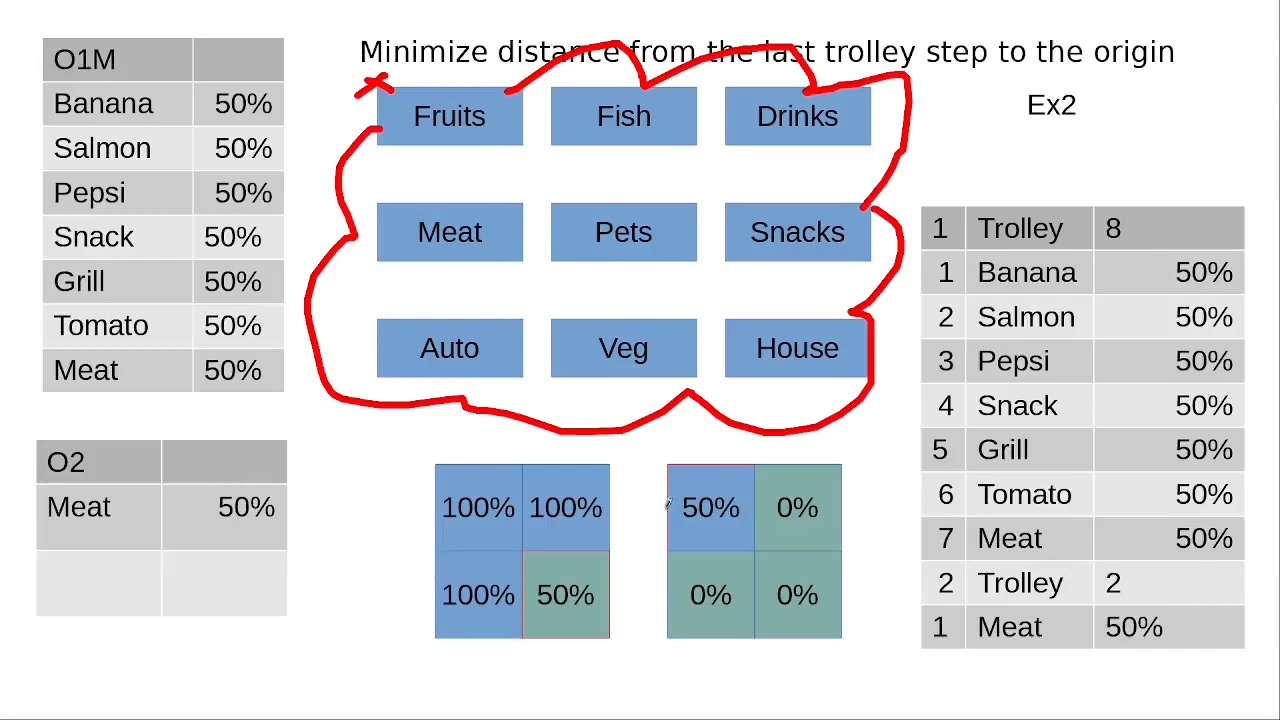 Minimize distance from the last trolley step to the origin
Ex2
O1M
Banana 50%
Salmon 50%
Pepsi 50%
Snack 50%
Grill 50%
Tomato 50%
Meat 50%
O2
Meat 50%
Fruits Fish Drinks
Meat Pets Snacks
Auto Veg House
100% 100%
100% 50%
50% 0%
0% 0%
1 Trolley 8
1 Banana 50%
2 Salmon 50%
3 Pepsi 50%
4 Snack 50%
5 Grill 50%
6 Tomato 50%
7 Meat 50%
2 Trolley 2
1 Meat 50%